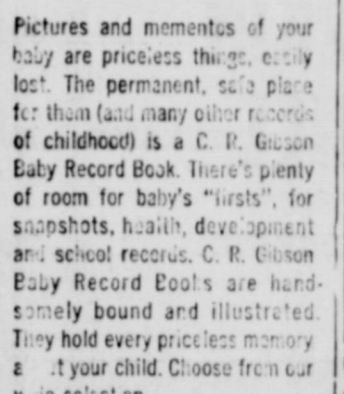 Pictures and mementos of your
baby are priceless things, easily
lost. The permanent, safe place
for them (and many other records
of childhood) is a C. R. Gibson
Baby Record Book. There's plenty
of room for baby's "firsts", for
snapshots, health, development
and school records. C. R. Gibson
Baby Record Books are hand-
somely bound and illustrated.
They hold every priceless memory
your child. Choose from our